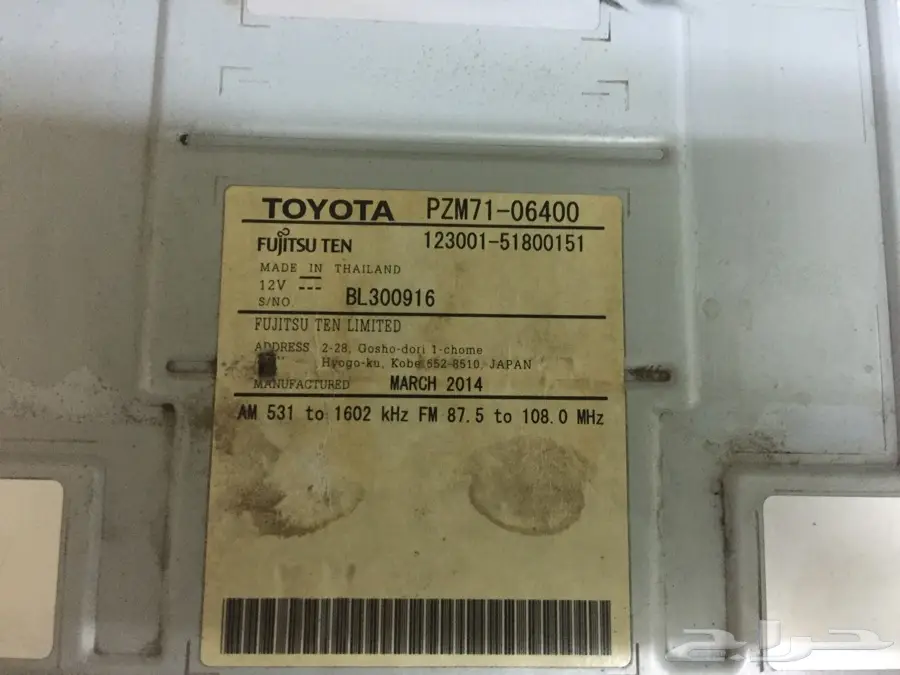 TOYOTA PZM71-06400
FUJITSU TEN 123001-51800151
MADE IN THAILAND
12V
S/NO. BL300916
FUJITSU TEN LIMITED
ADDRESS 2-28, Gosho-dori 1-chome
Hyogo-ku, Kobe 652-8510, JAPAN
MANUFACTURED MARCH 2014
AM 531 to 1602 kHz FM 87.5 to 108.0 MHz
حراج